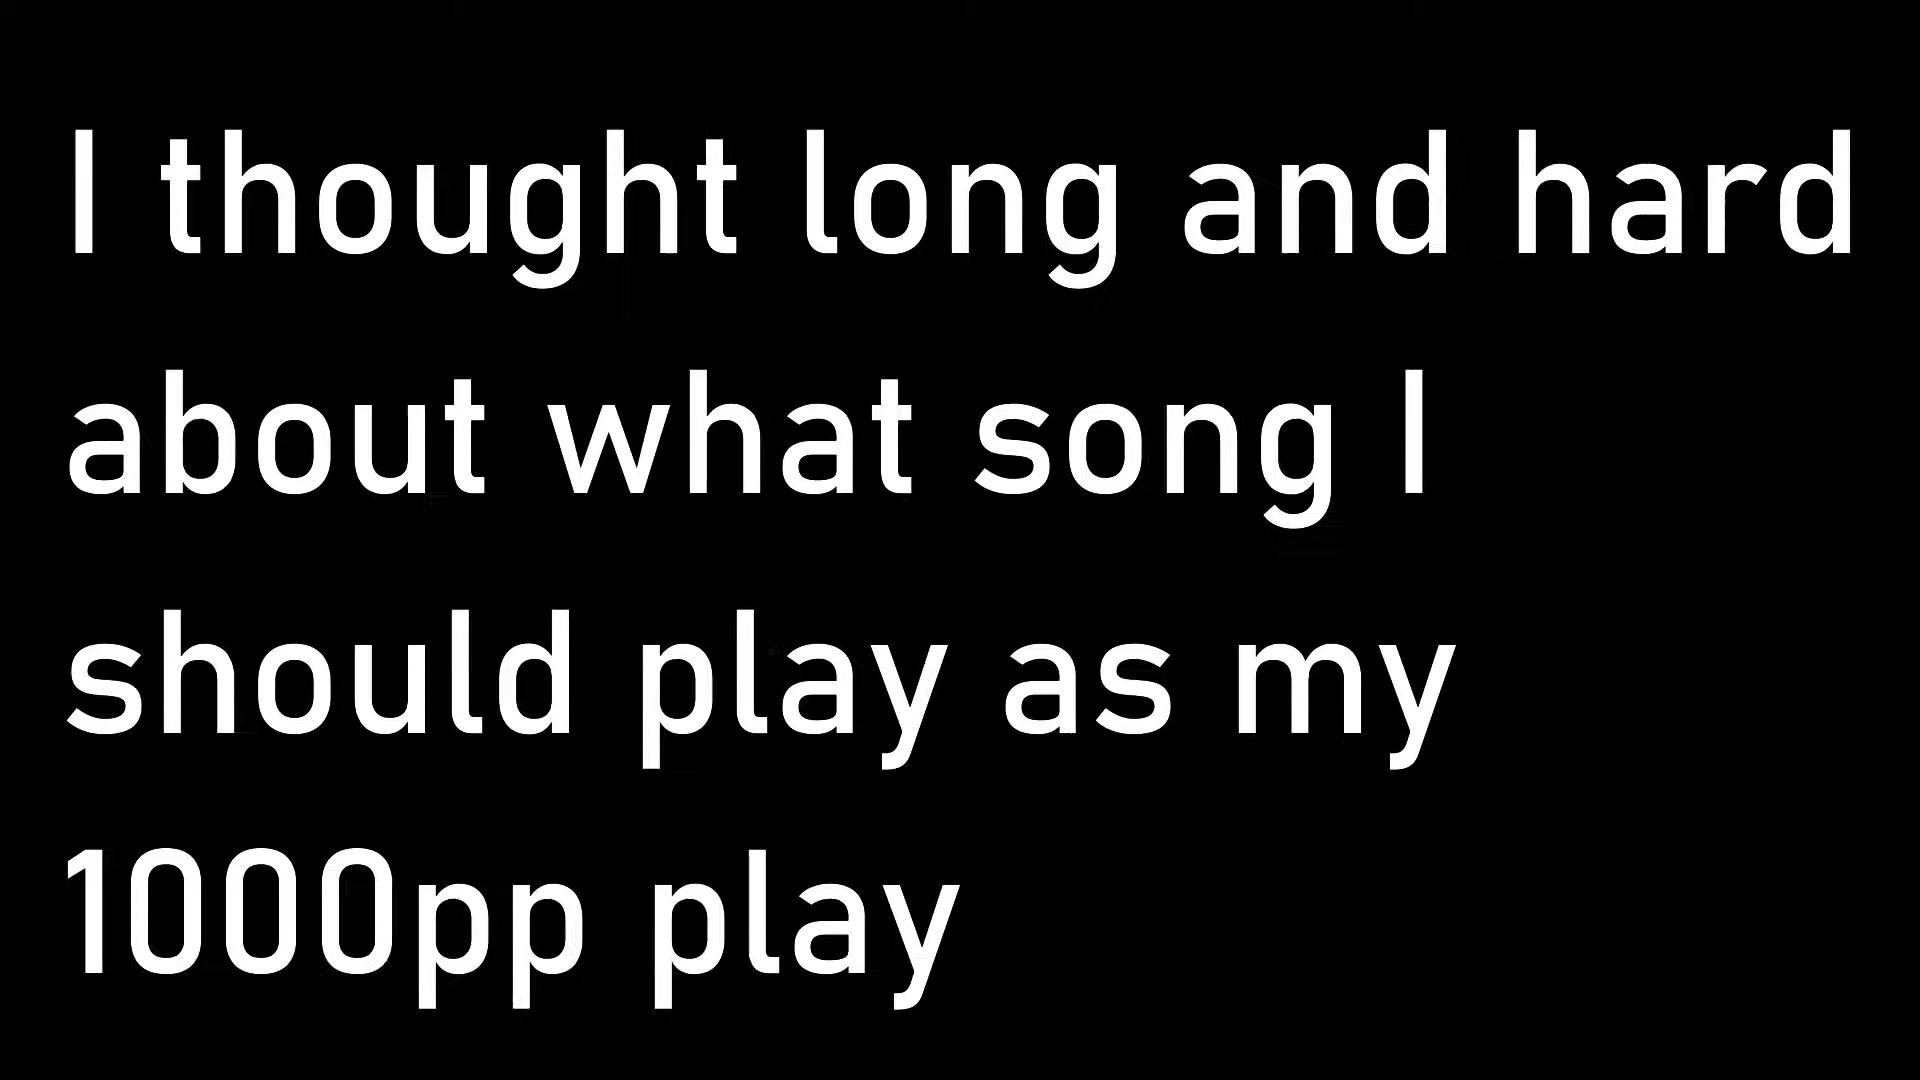 I thought long and hard
about what song I
should play as my
1000pp play